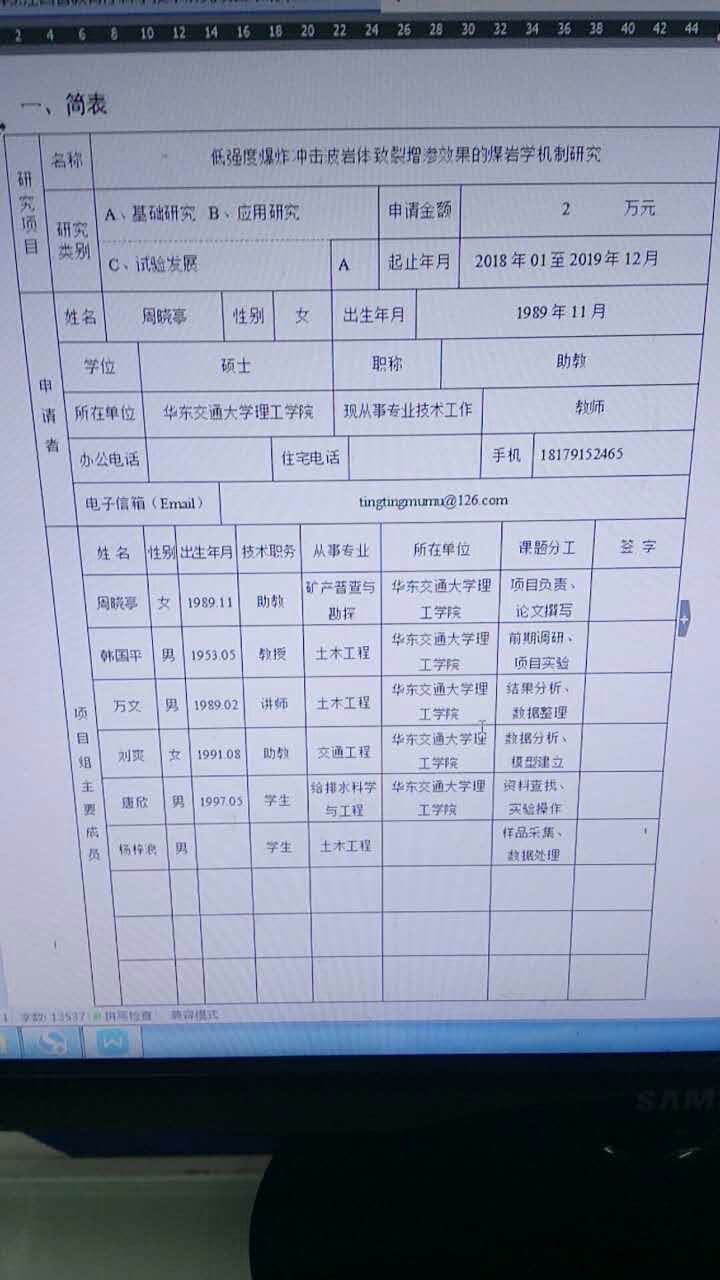 2 4 6 8 10 12 14 16 18 20 22 24 26 28 30 32 34 36 38 40 42 44
一、简表
研究项目 名称 低强度爆炸冲击波岩体致裂增渗效果的煤岩学机制研究
研究类别 A、基础研究 B、应用研究 申请金额 2 万元
C、试验发展 A 起止年月 2018年01至2019年12月
申请者 姓名 周晓亭 性别 女 出生年月 1989年11月
学位 硕士 职称 助教
所在单位 华东交通大学理工学院 现从事专业技术工作 教师
办公电话 住宅电话 手机 18179152465
电子信箱（Email） tingtingmumu@126.com
项目组主要成员 姓名 性别 出生年月 技术职务 从事专业 所在单位 课题分工 签字
周晓亭 女 1989.11 助教 矿产普查与勘探 华东交通大学理工学院 项目负责、论文撰写
韩国平 男 1953.05 教授 土木工程 华东交通大学理工学院 前期调研、项目实验
万文 男 1989.02 讲师 土木工程 华东交通大学理工学院 结果分析、数据整理
刘爽 女 1991.08 助教 交通工程 华东交通大学理工学院 数据分析、模型建立
唐欣 男 1997.05 学生 给排水科学与工程 华东交通大学理工学院 资料查找、实验操作
杨梓浪 男 学生 土木工程 样品采集、数据处理
字数: 13537 拼写检查 兼容模式
SAM